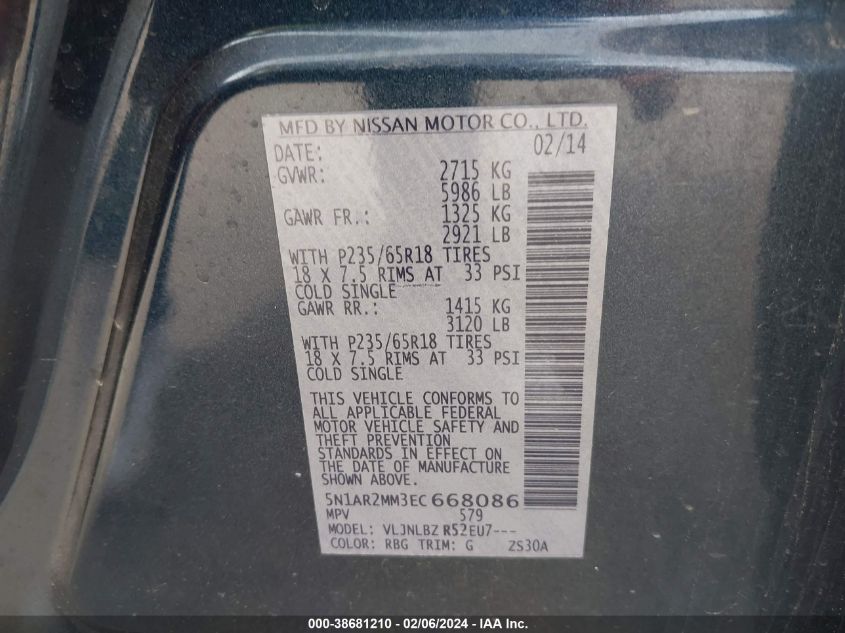 MFD BY NISSAN MOTOR CO., LTD.
DATE: 02/14
GVWR: 2715 KG
5986 LB
GAWR FR.: 1325 KG
2921 LB
WITH P235/65R18 TIRES
18 X 7.5 RIMS AT 33 PSI
COLD SINGLE
GAWR RR.: 1415 KG
3120 LB
WITH P235/65R18 TIRES
18 X 7.5 RIMS AT 33 PSI
COLD SINGLE
THIS VEHICLE CONFORMS TO
ALL APPLICABLE FEDERAL
MOTOR VEHICLE SAFETY AND
THEFT PREVENTION
STANDARDS IN EFFECT ON
THE DATE OF MANUFACTURE
SHOWN ABOVE.
5N1AR2MM3EC668086
MPV 579
MODEL: VLJNLBZ R52EU7---
COLOR: RBG TRIM: G ZS30A
000-38681210 - 02/06/2024 - IAA Inc.